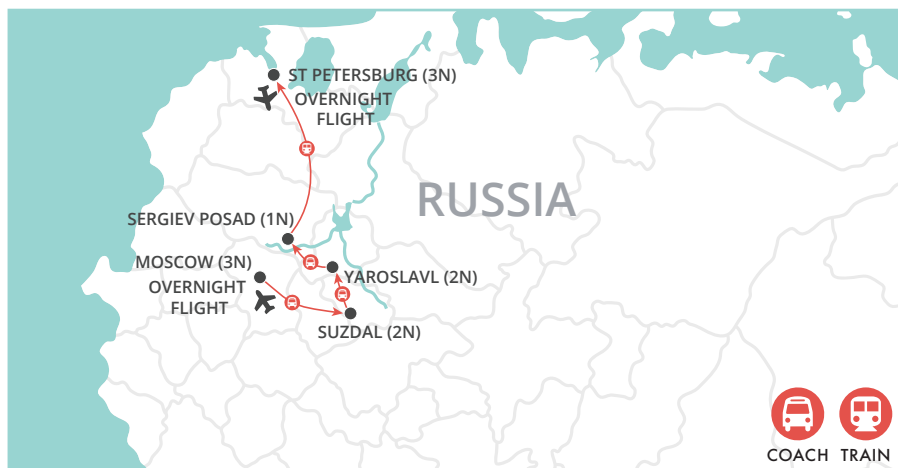 ST PETERSBURG (3N)
OVERNIGHT
FLIGHT
RUSSIA
SERGIEV POSAD (1N)
MOSCOW (3N)
OVERNIGHT
FLIGHT
YAROSLAVL (2N)
SUZDAL (2N)
COACH TRAIN